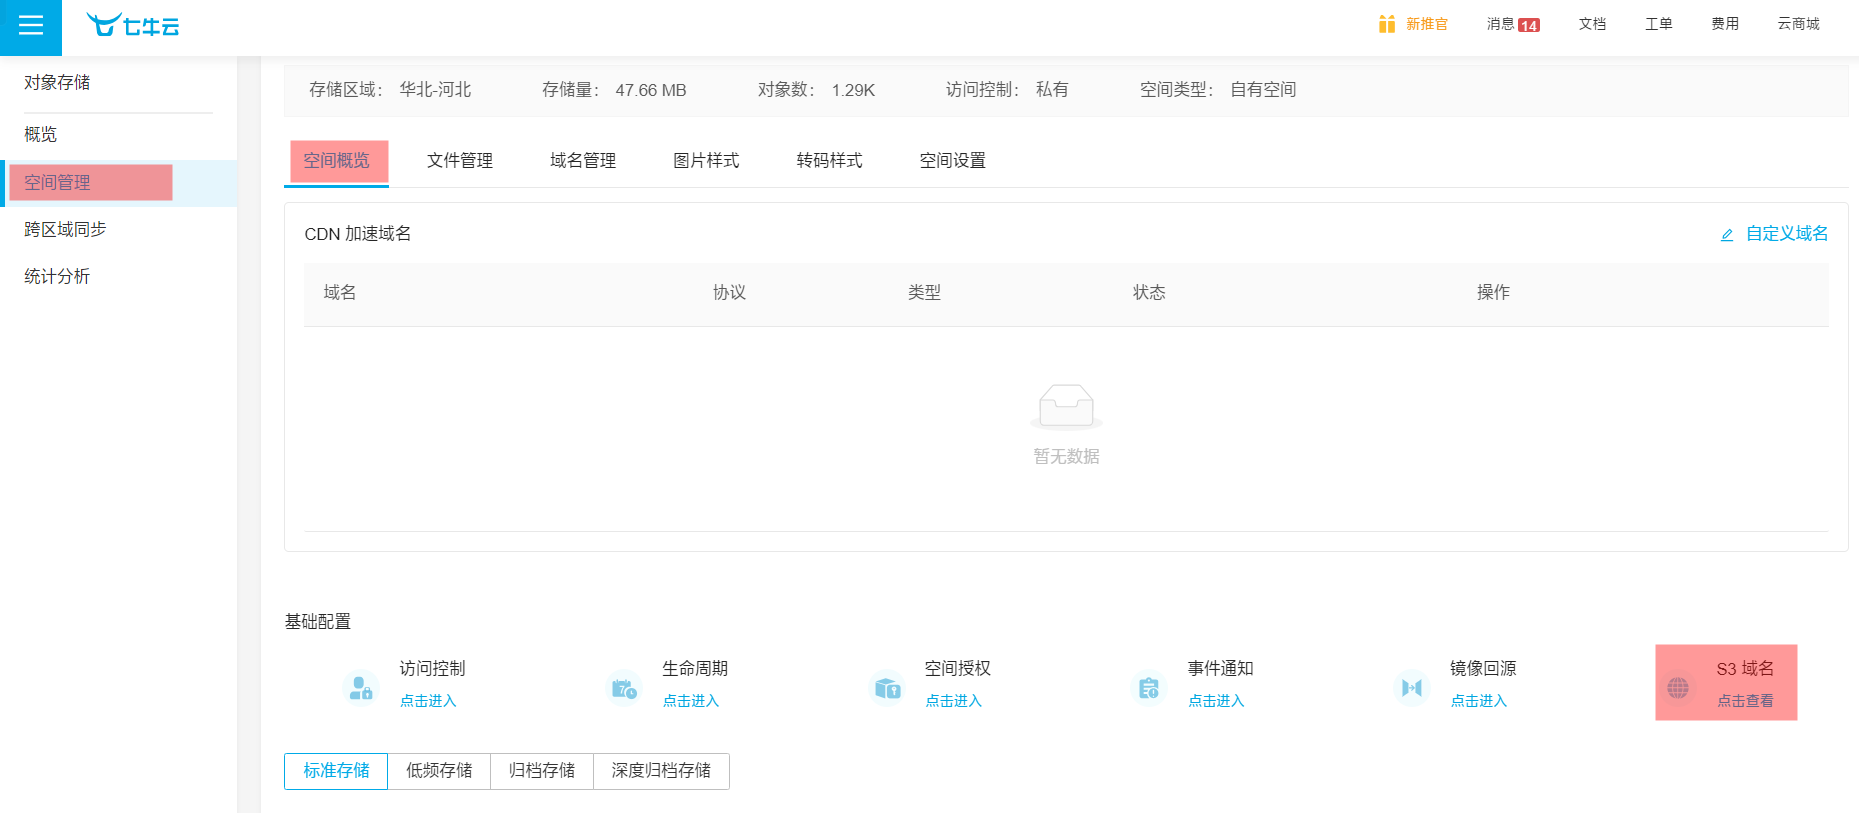 七牛云
新推官
消息 14
文档
工单
费用
云商城
对象存储
概览
空间管理
跨区域同步
统计分析
存储区域： 华北-河北 存储量： 47.66 MB 对象数： 1.29K 访问控制： 私有 空间类型： 自有空间
空间概览 文件管理 域名管理 图片样式 转码样式 空间设置
CDN 加速域名
自定义域名
域名 协议 类型 状态 操作
暂无数据
基础配置
访问控制
点击进入
生命周期
点击进入
空间授权
点击进入
事件通知
点击进入
镜像回源
点击进入
S3 域名
点击查看
标准存储 低频存储 归档存储 深度归档存储